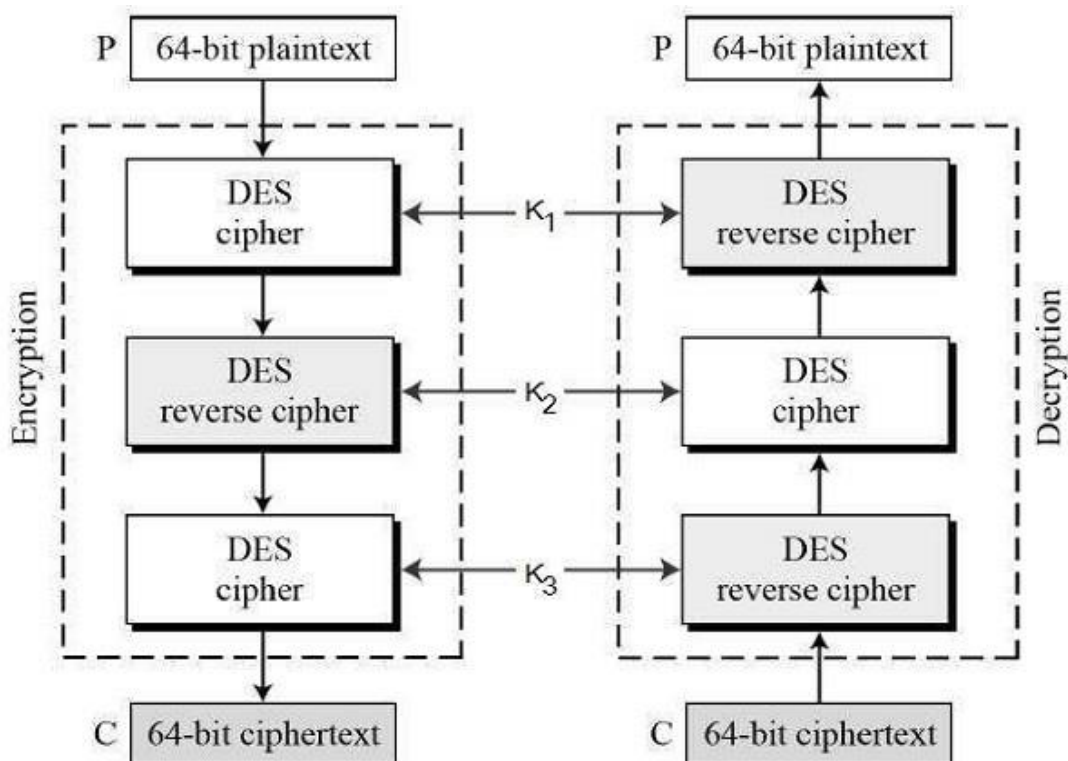 P 64-bit plaintext
P 64-bit plaintext
Encryption
DES
cipher
K1
DES
reverse cipher
DES
reverse cipher
K2
DES
cipher
DES
cipher
K3
DES
reverse cipher
Decryption
C 64-bit ciphertext
C 64-bit ciphertext